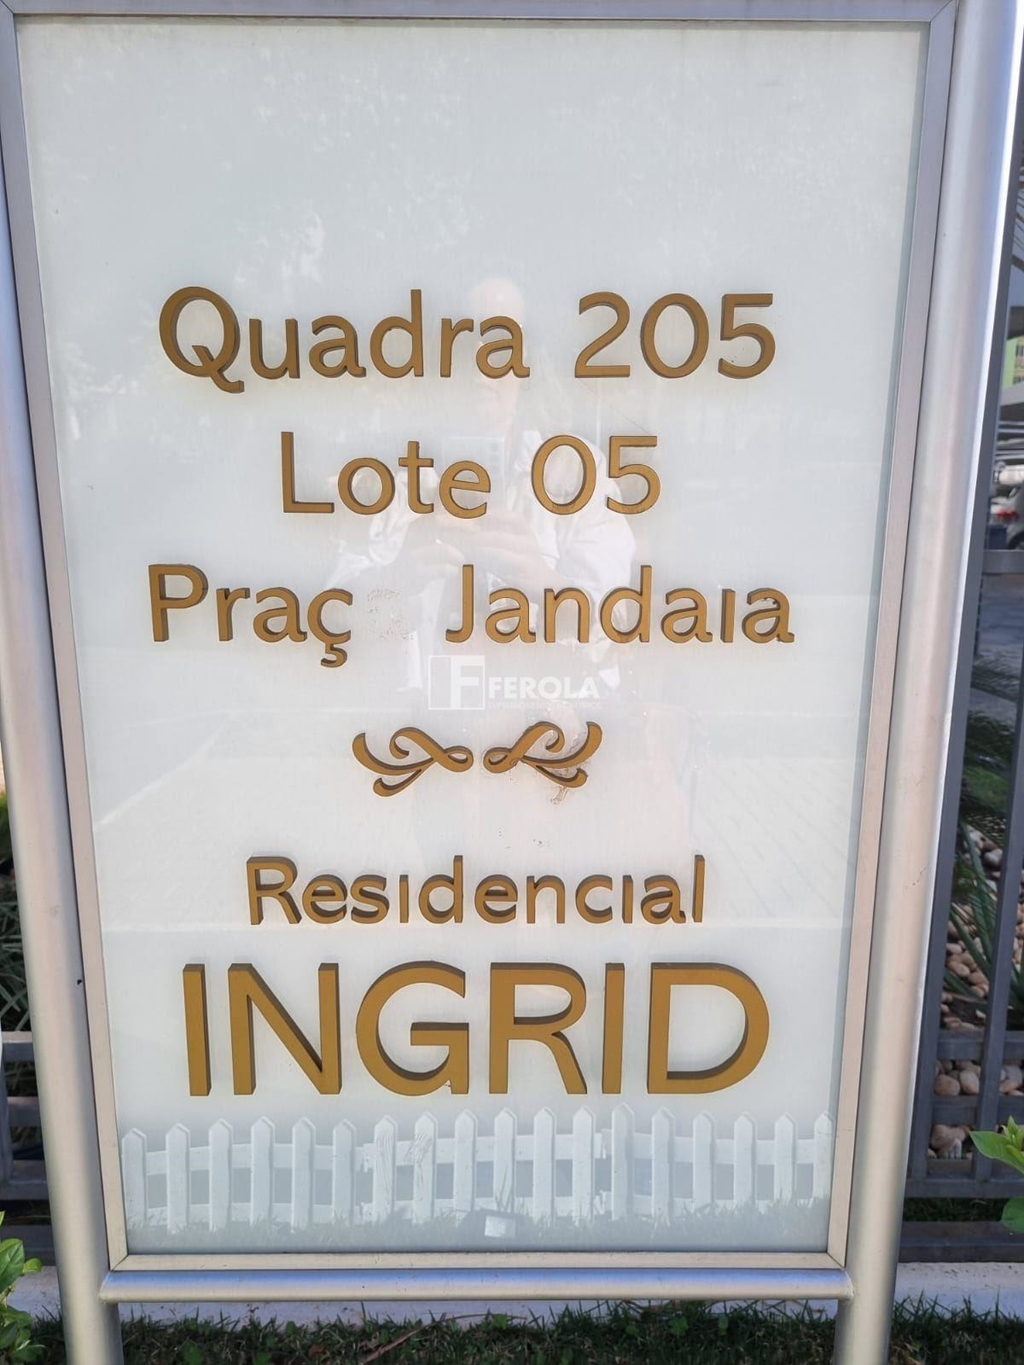 Quadra 205
Lote 05
Praç Jandaia
FEROLA
Residencial
INGRID